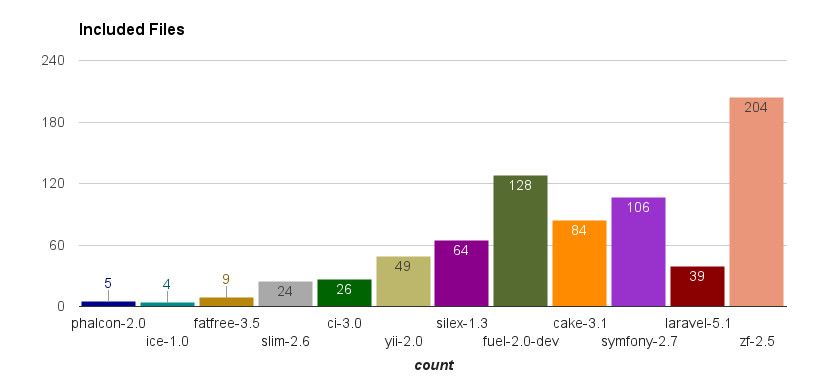 Included Files
240
180
120
60
0
5
4
9
24
26
49
64
128
84
106
39
204
phalcon-2.0
ice-1.0
fatfree-3.5
slim-2.6
ci-3.0
yii-2.0
silex-1.3
fuel-2.0-dev
cake-3.1
symfony-2.7
laravel-5.1
zf-2.5
count